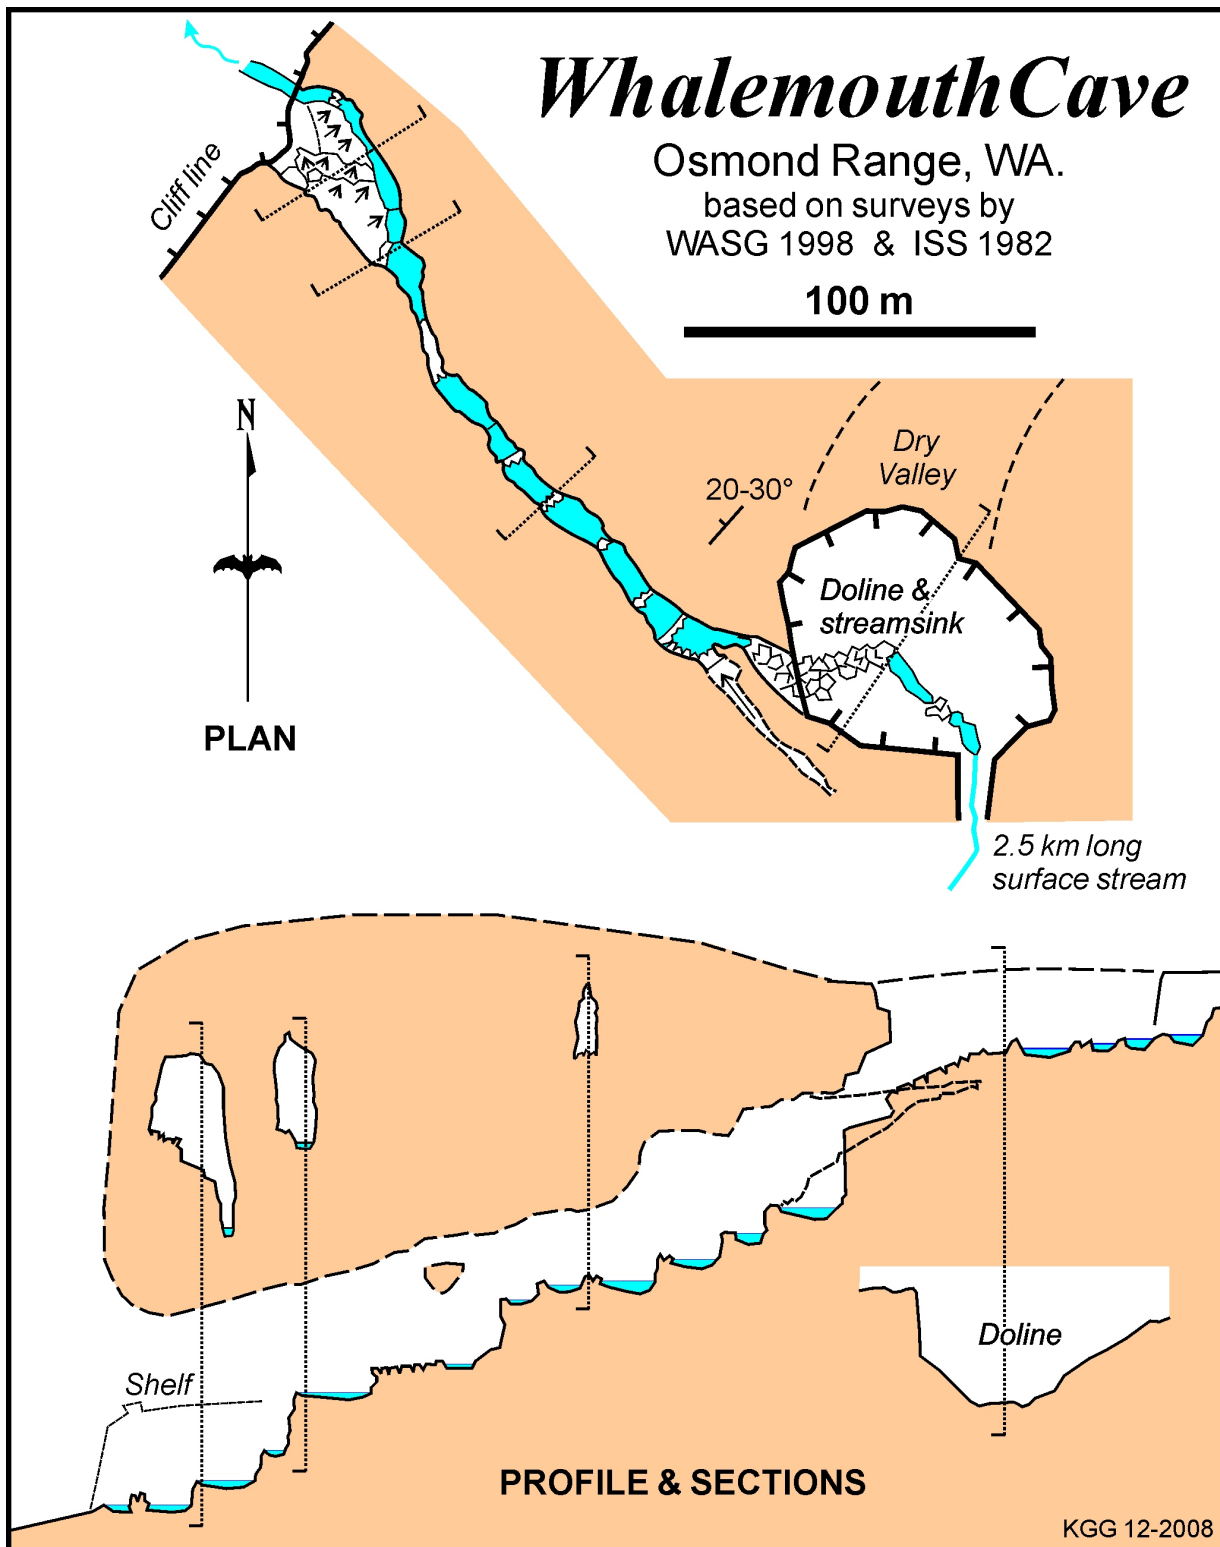 WhalemouthCave
Osmond Range, WA.
based on surveys by
WASG 1998 & ISS 1982
100 m
Cliff line
N
PLAN
20-30°
Dry
Valley
Doline &
streamsink
2.5 km long
surface stream
Shelf
Doline
PROFILE & SECTIONS
KGG 12-2008